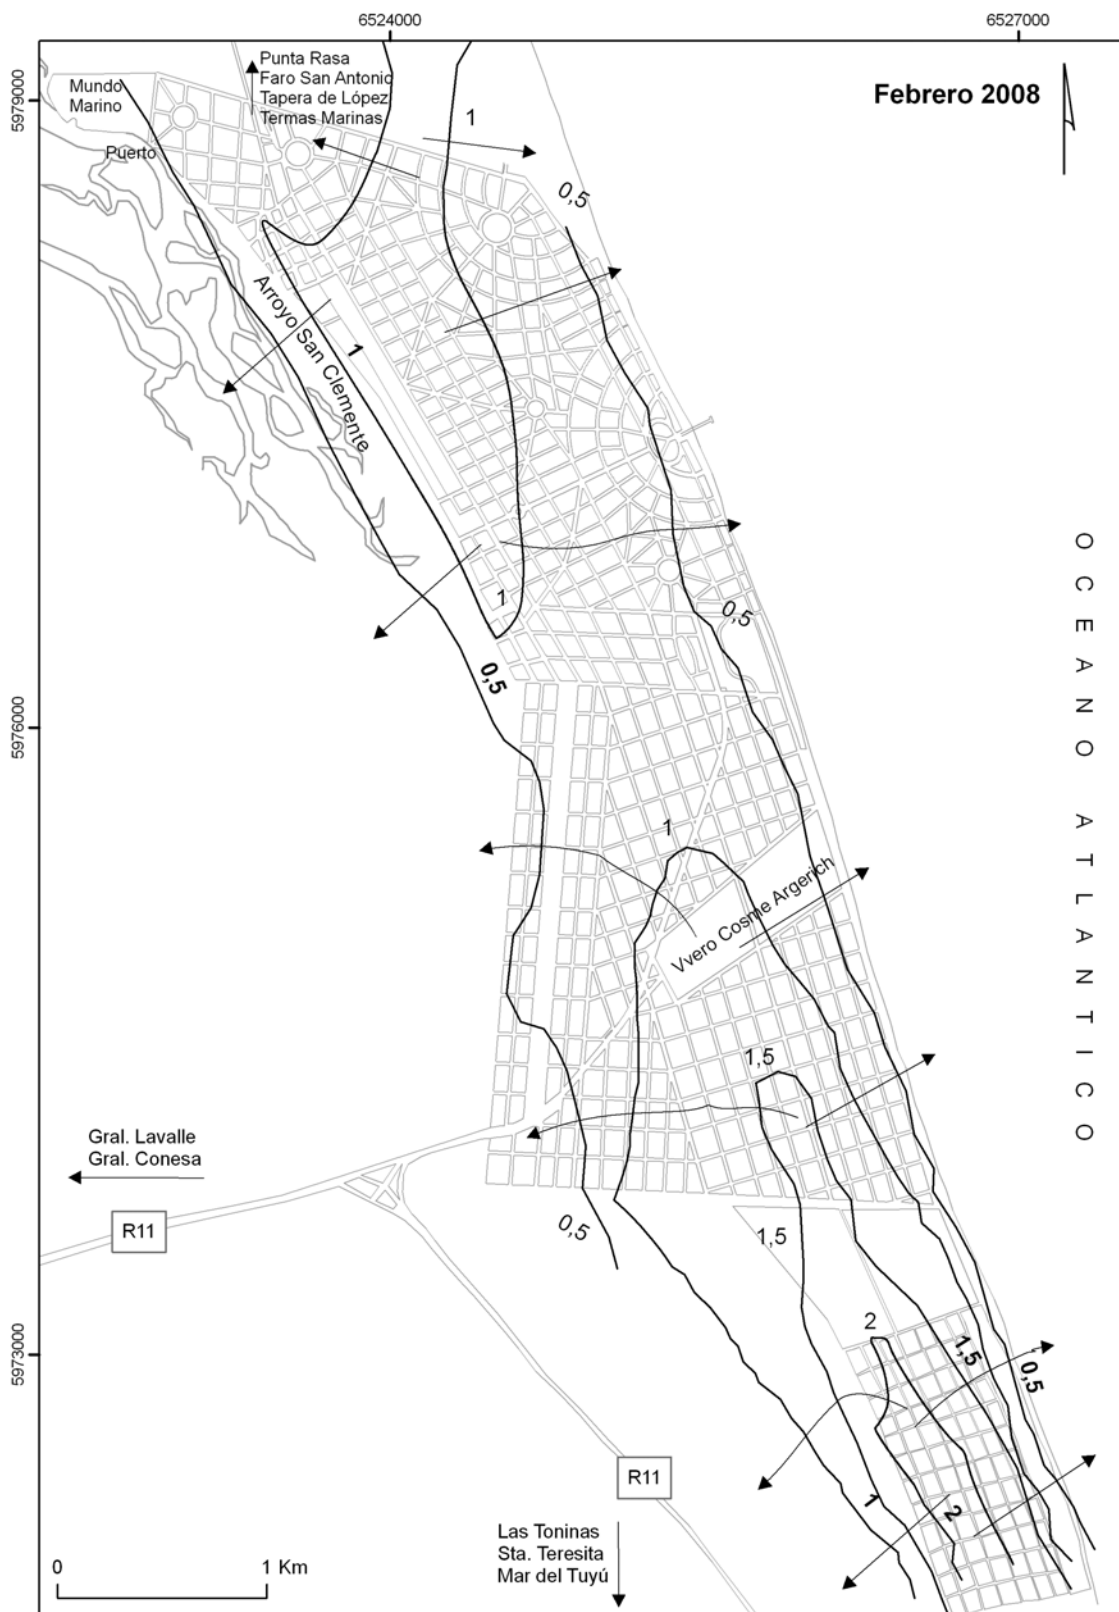 6524000
6527000
5979000
Punta Rasa
Faro San Antonio
Tapera de López
Termas Marinas
Mundo
Marino
Puerto
Febrero 2008
1
0,5
Arroyo San Clemente
1
1
0,5
0,5
5976000
OCEANO ATLANTICO
1
Vvero Cosme Argerich
1,5
Gral. Lavalle
Gral. Conesa
R11
0,5
1,5
2
1,5
0,5
5973000
R11
1
2
Las Toninas
Sta. Teresita
Mar del Tuyú
0
1 Km